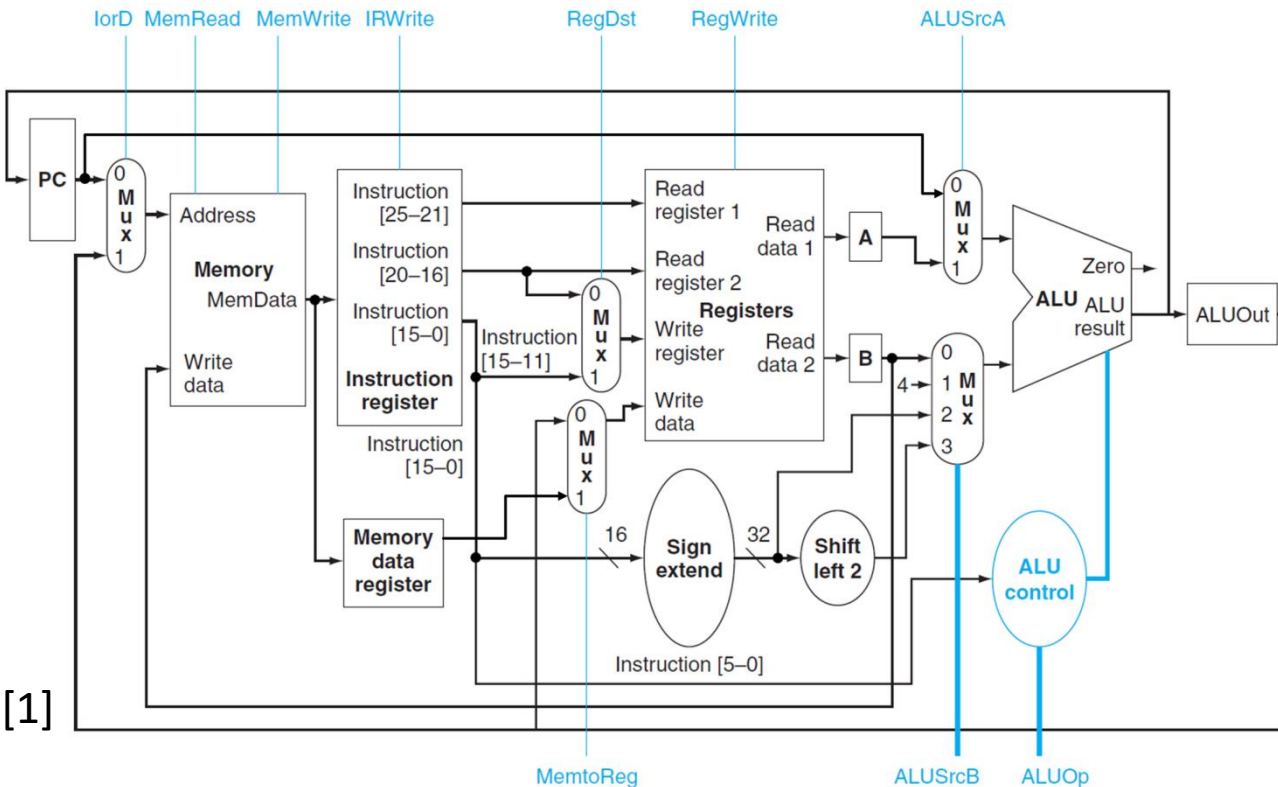 IorD MemRead MemWrite IRWrite RegDst RegWrite ALUSrcA
PC
0
M
u
x
1
Address
Memory
MemData
Write
data
Instruction
[25–21]
Instruction
[20–16]
Instruction
[15–0]
Instruction
register
Instruction
[15–11]
Instruction
[15–0]
Memory
data
register
0
M
u
x
1
0
M
u
x
1
Read
register 1
Read
register 2
Registers
Write
register
Write
data
Read
data 1
Read
data 2
16
Sign
extend
32
Shift
left 2
A
B
4
0
M
u
x
1
0
1
2
3
M
u
x
Zero
ALU
ALU
result
ALUOut
ALU
control
Instruction [5–0]
[1]
MemtoReg ALUSrcB ALUOp